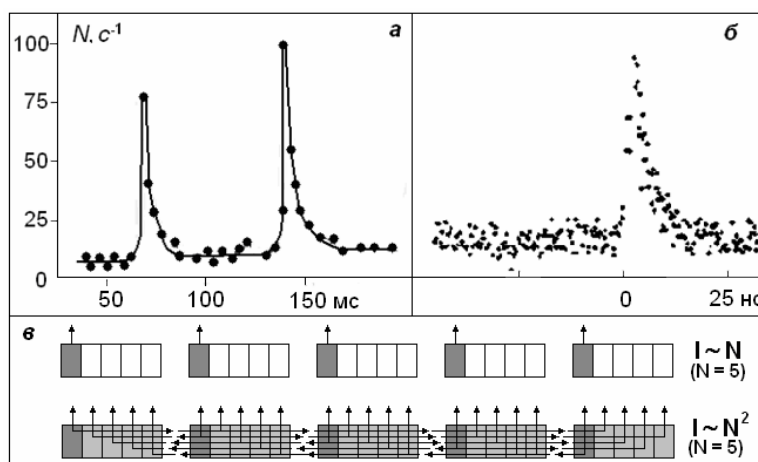 N, c⁻¹
а
100
75
50
25
0
50
100
150 мс
б
0
25 нс
в
I ~ N
(N = 5)
I ~ N²
(N = 5)